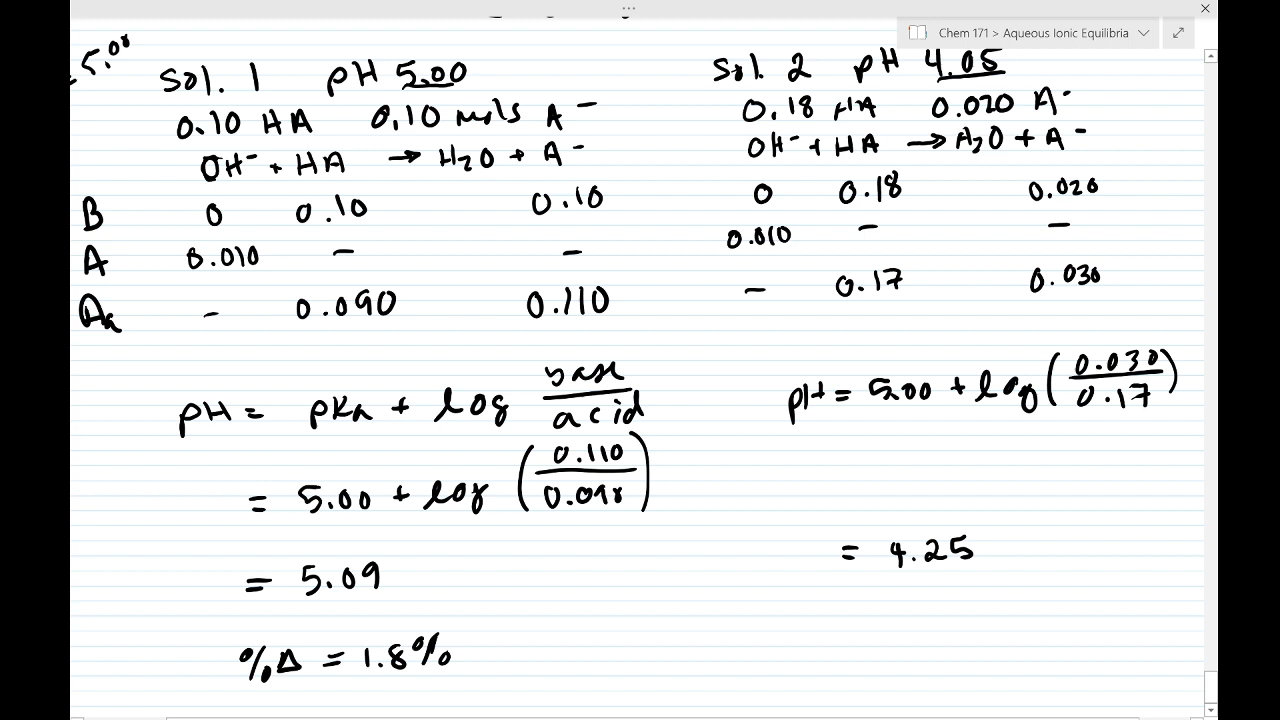 Chem 171 > Aqueous Ionic Equilibria
= 5.00
Sol. 1 pH 5.00
0.10 HA 0.10 mols A⁻
OH⁻ + HA → H₂O + A⁻
B 0 0.10 0.10
A 0.010 - -
Aa - 0.090 0.110
pH = pKa + log base/acid
= 5.00 + log (0.110/0.090)
= 5.09
%Δ = 1.8%
Sol. 2 pH 4.05
0.18 HA 0.020 A⁻
OH⁻ + HA → H₂O + A⁻
0 0.18 0.020
0.010 - -
- 0.17 0.030
pH = 5.00 + log (0.030/0.17)
= 4.25